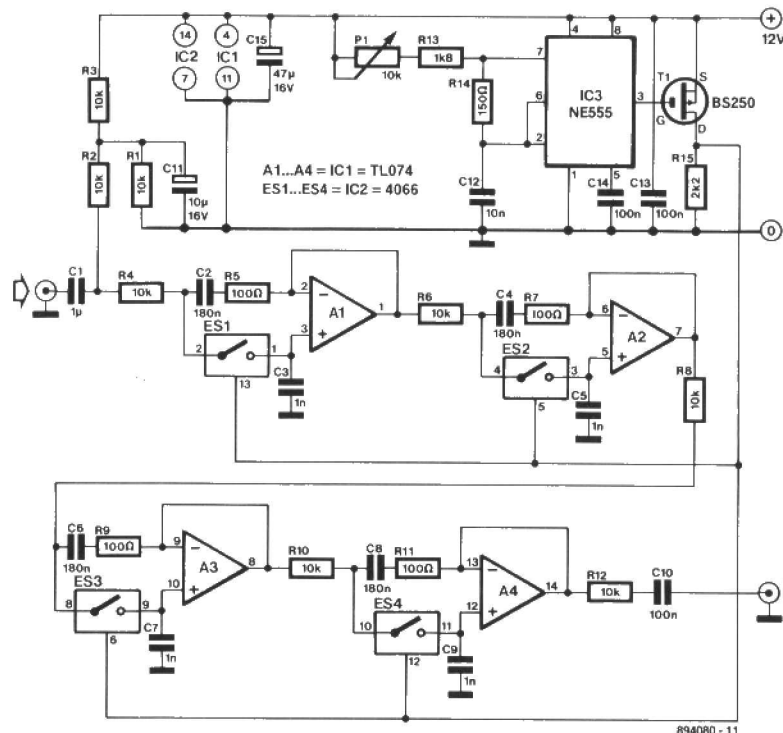 14
4
C15
IC2
IC1
7
11
47µ
16V
P1
10k
R13
1k8
R14
150Ω
7
6
2
4
8
IC3
NE555
3
1
5
T1
S
G
D
BS250
+
12V
R3
10k
R2
10k
R1
10k
C11
10µ
16V
A1...A4 = IC1 = TL074
ES1...ES4 = IC2 = 4066
C12
10n
C14
100n
C13
100n
R15
2k2
0
C1
1µ
R4
10k
C2
180n
R5
100Ω
2
−
A1
1
3
+
ES1
2
1
13
C3
1n
R6
10k
C4
180n
R7
100Ω
6
−
A2
7
5
+
ES2
4
3
5
C5
1n
R8
10k
C6
180n
R9
100Ω
9
−
A3
8
10
+
ES3
8
9
6
C7
1n
R10
10k
C8
180n
R11
100Ω
13
−
A4
14
12
+
ES4
10
11
12
C9
1n
R12
10k
C10
100n
894080 - 11